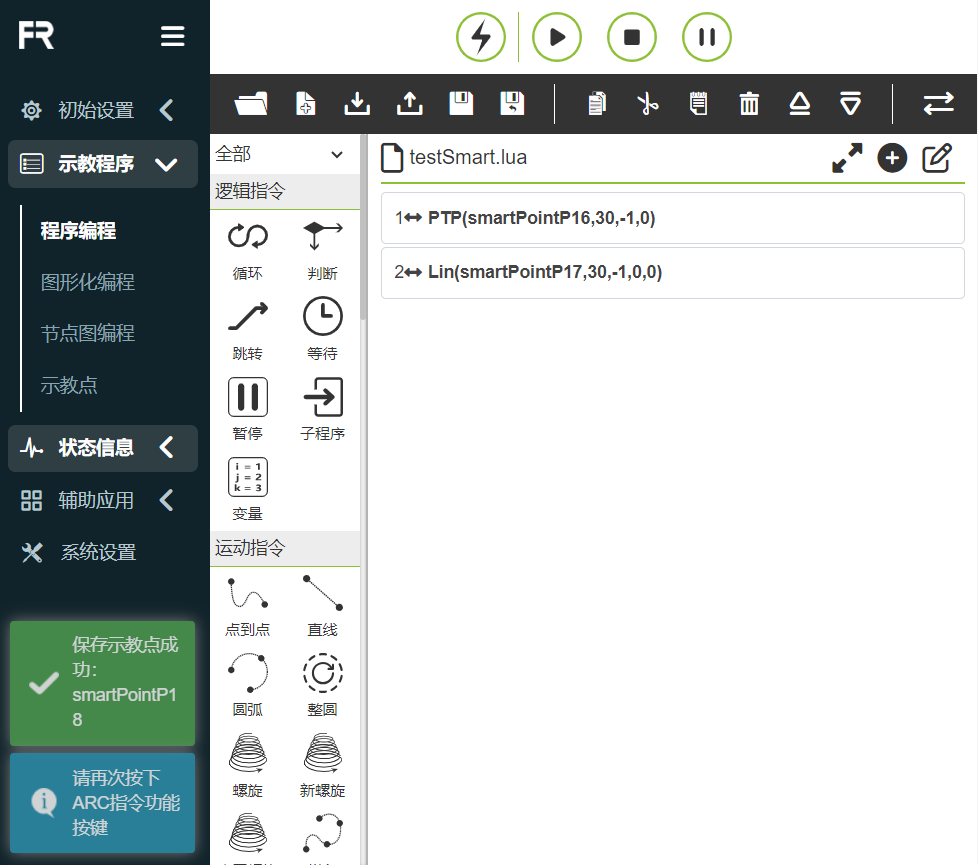 FR
初始设置
示教程序
程序编程
图形化编程
节点图编程
示教点
状态信息
辅助应用
系统设置
保存示教点成
功:
smartPointP1
8
请再次按下
ARC指令功能
按键
全部
逻辑指令
循环
判断
跳转
等待
暂停
子程序
i = 1
j = 2
k = 3
变量
运动指令
点到点
直线
圆弧
整圆
螺旋
新螺旋
testSmart.lua
1 PTP(smartPointP16,30,-1,0)
2 Lin(smartPointP17,30,-1,0,0)